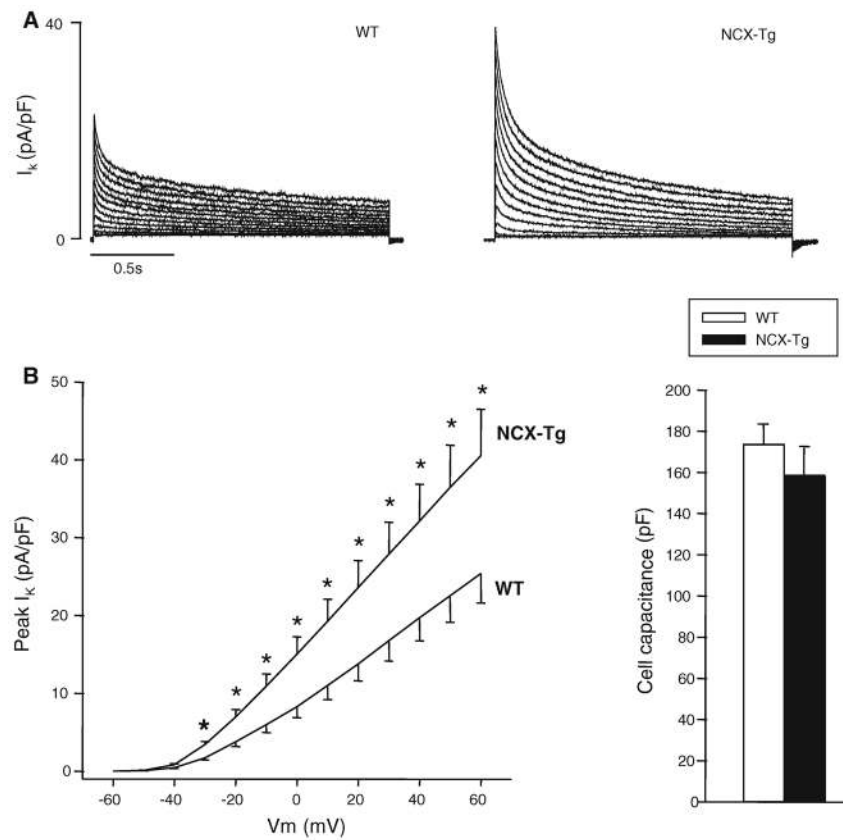 A
WT
NCX-Tg
40
I_k (pA/pF)
0
0.5s
WT
NCX-Tg
B
50
40
30
20
10
0
Peak I_K (pA/pF)
* * * * * * * * * *
NCX-Tg
WT
-60 -40 -20 0 20 40 60
Vm (mV)
200
180
160
140
120
100
80
60
40
20
0
Cell capacitance (pF)